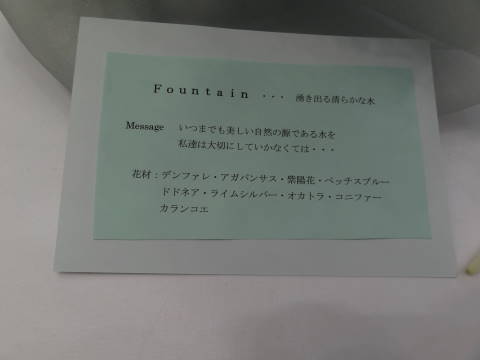 Fountain ・・・ 湧き出る清らかな水
Message いつまでも美しい自然の源である水を
私達は大切にしていかなくては・・・
花材：デンファレ・アガパンサス・紫陽花・ベッチスブルー
ドドネア・ライムシルバー・オカトラ・コニファー
カランコエ